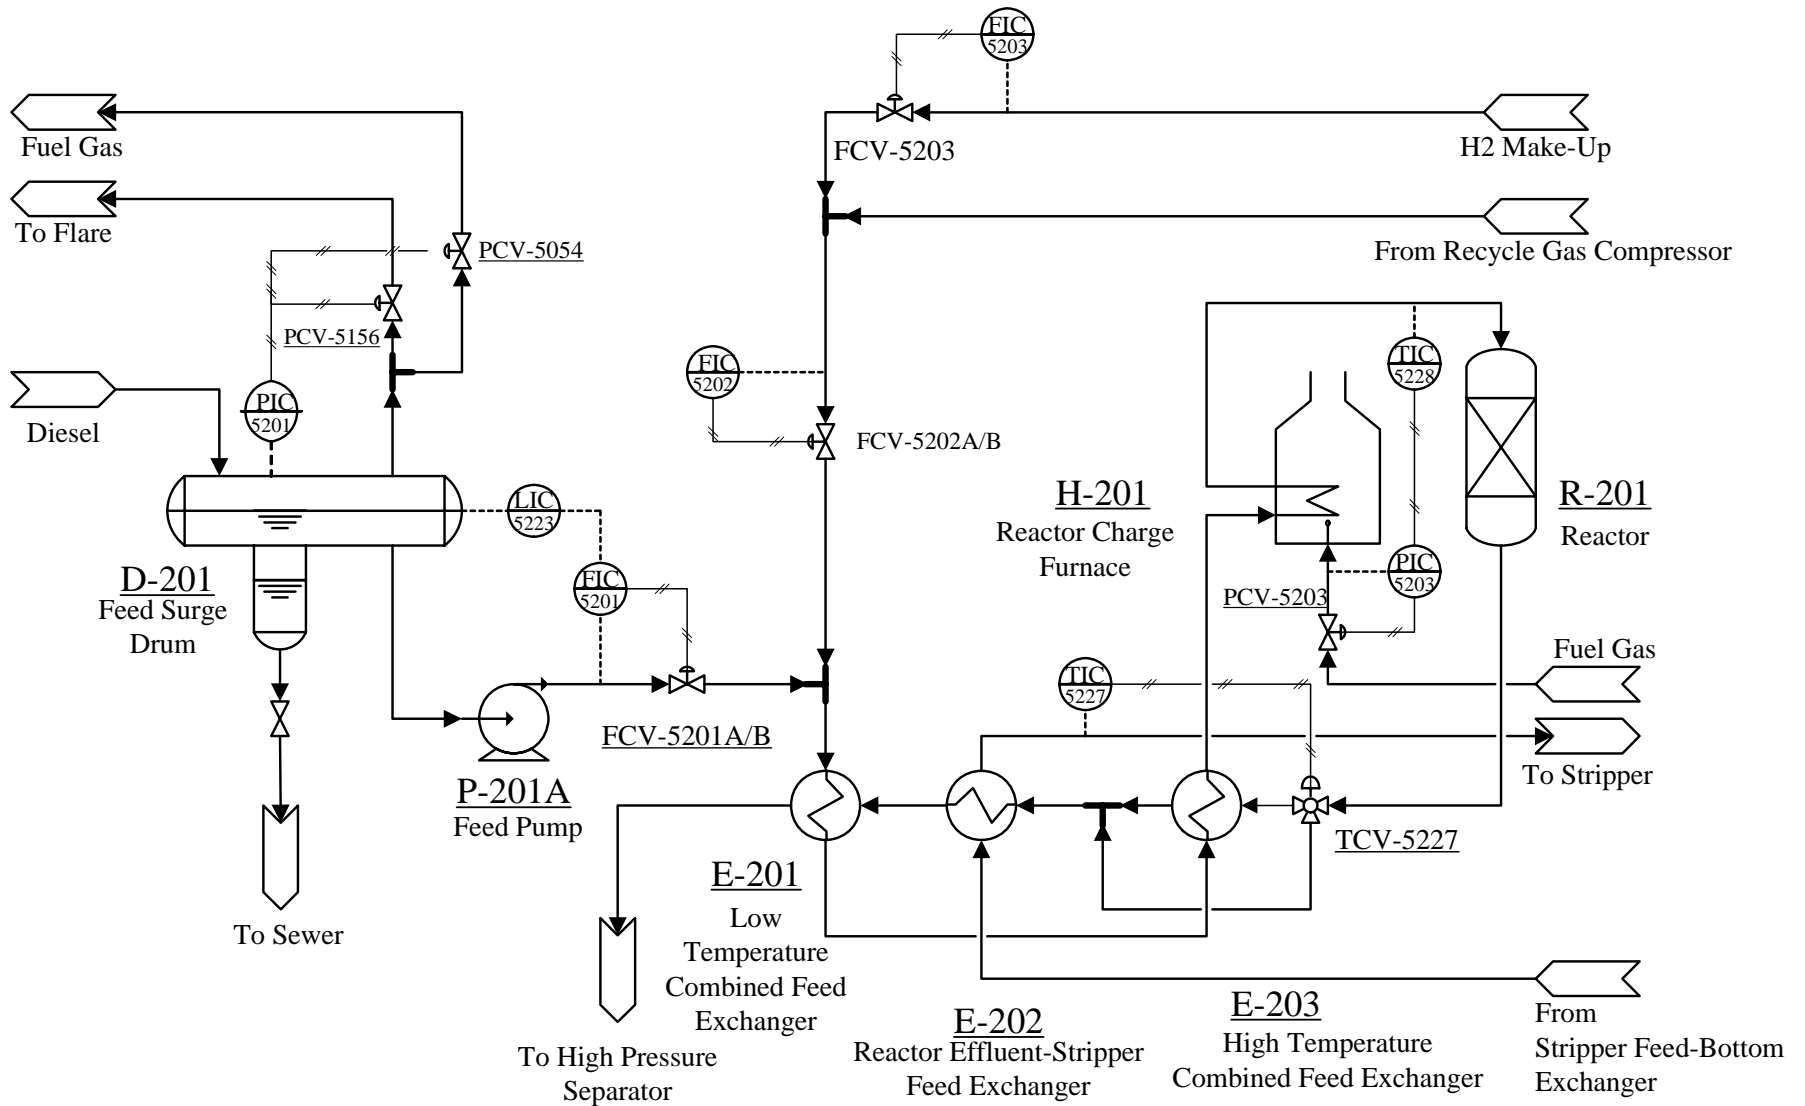 FIC
5203
Fuel Gas
FCV-5203
H2 Make-Up
To Flare
PCV-5054
From Recycle Gas Compressor
PCV-5156
FIC
5202
TIC
5228
PIC
5201
Diesel
FCV-5202A/B
LIC
5223
H-201
Reactor Charge
Furnace
R-201
Reactor
D-201
Feed Surge
Drum
FIC
5201
PIC
5203
PCV-5203
Fuel Gas
TIC
5227
FCV-5201A/B
To Stripper
P-201A
Feed Pump
TCV-5227
E-201
Low
Temperature
Combined Feed
Exchanger
To Sewer
E-202
Reactor Effluent-Stripper
Feed Exchanger
E-203
High Temperature
Combined Feed Exchanger
From
Stripper Feed-Bottom
Exchanger
To High Pressure
Separator